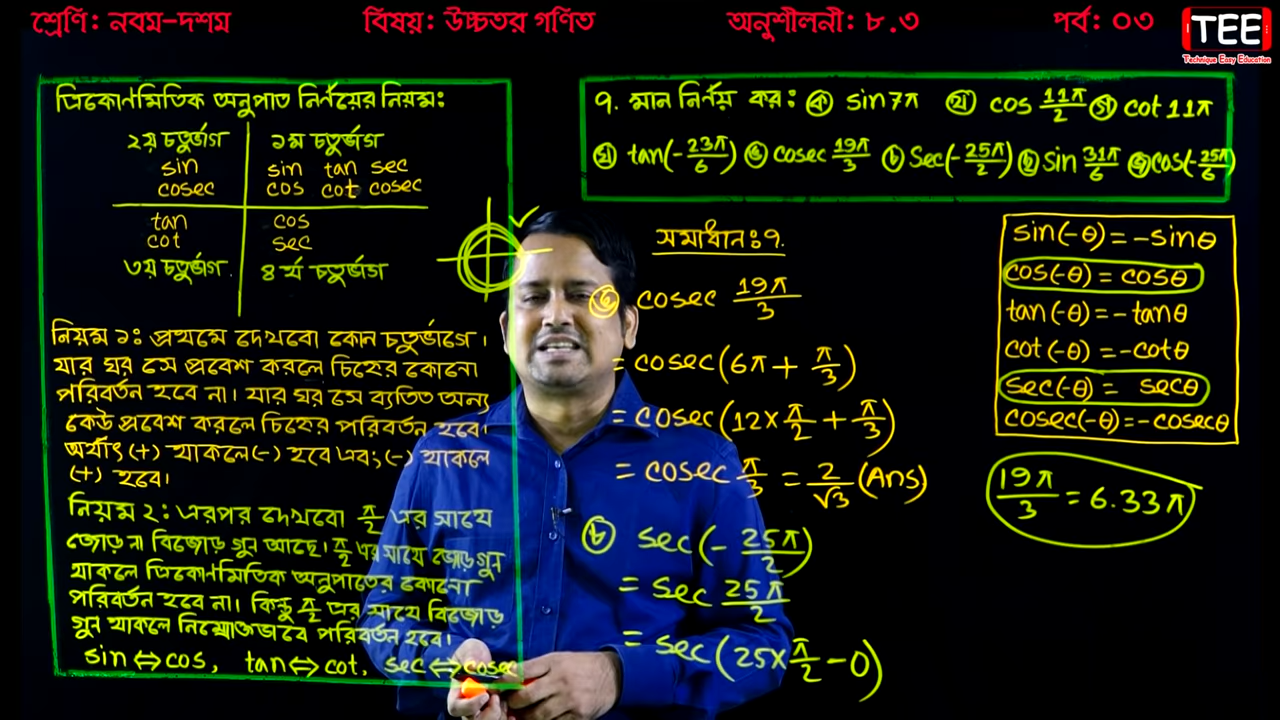 শ্রেণি: নবম-দশম বিষয়: উচ্চতর গণিত অনুশীলনী: ৮.৩ পর্ব: ০৩
TEE
Technique Easy Education
ত্রিকোণমিতিক অনুপাত নির্ণয়ের নিয়ম:
২য় চতুর্ভাগ ১ম চতুর্ভাগ
sin sin tan sec
cosec cos cot cosec
tan cos
cot sec
৩য় চতুর্ভাগ ৪র্থ চতুর্ভাগ
নিয়ম ১: প্রথমে দেখবো কোন চতুর্ভাগে।
যার ঘর সে প্রবেশ করলে চিহ্নের কোনো
পরিবর্তন হবে না। যার ঘর সে ব্যতিত অন্য
কেউ প্রবেশ করলে চিহ্নের পরিবর্তন হবে।
অর্থাৎ (+) থাকলে (-) হবে এবং (-) থাকলে
(+) হবে।
নিয়ম ২: এরপর দেখবো π/2 এর সাথে
জোড় না বিজোড় গুন আছে। π/2 এর সাথে জোড় গুন
থাকলে ত্রিকোণমিতিক অনুপাতের কোনো
পরিবর্তন হবে না। কিন্তু π/2 এর সাথে বিজোড়
গুন থাকলে নিম্নোক্তভাবে পরিবর্তন হবে।
sin⇔cos, tan⇔cot, sec⇔cosec
৭. মান নির্ণয় কর: ক sin7π খ cos 11π/2 গ cot 11π
ঘ tan(-23π/6) ঙ cosec 19π/3 চ Sec(-25π/2) ছ sin 31π/6 জ cos(-25π/6)
সমাধান: ৭.
ঙ cosec 19π/3
= cosec(6π + π/3)
= cosec(12×π/2 + π/3)
= cosec π/3 = 2/√3 (Ans)
চ sec(-25π/2)
= sec 25π/2
= sec(25×π/2 - 0)
sin(-θ) = -sinθ
cos(-θ) = cosθ
tan(-θ) = -tanθ
cot(-θ) = -cotθ
sec(-θ) = secθ
cosec(-θ) = -cosecθ
19π/3 = 6.33π